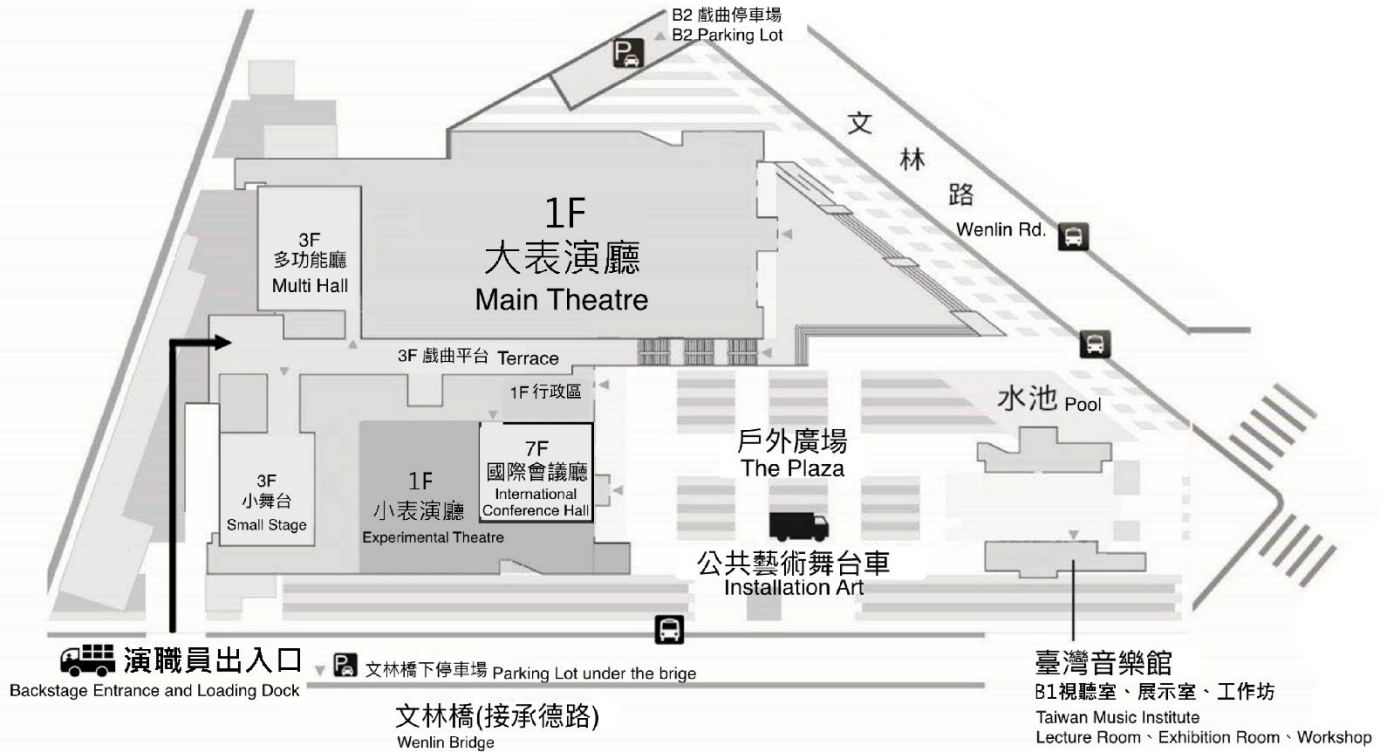 B2 戲曲停車場
B2 Parking Lot
文
林
路
Wenlin Rd.
1F
大表演廳
Main Theatre
3F
多功能廳
Multi Hall
3F 戲曲平台 Terrace
1F 行政區
水池 Pool
戶外廣場
The Plaza
7F
國際會議廳
International
Conference Hall
1F
小表演廳
Experimental Theatre
3F
小舞台
Small Stage
公共藝術舞台車
Installation Art
演職員出入口
Backstage Entrance and Loading Dock
文林橋下停車場 Parking Lot under the brige
文林橋(接承德路)
Wenlin Bridge
臺灣音樂館
B1視聽室、展示室、工作坊
Taiwan Music Institute
Lecture Room、Exhibition Room、Workshop